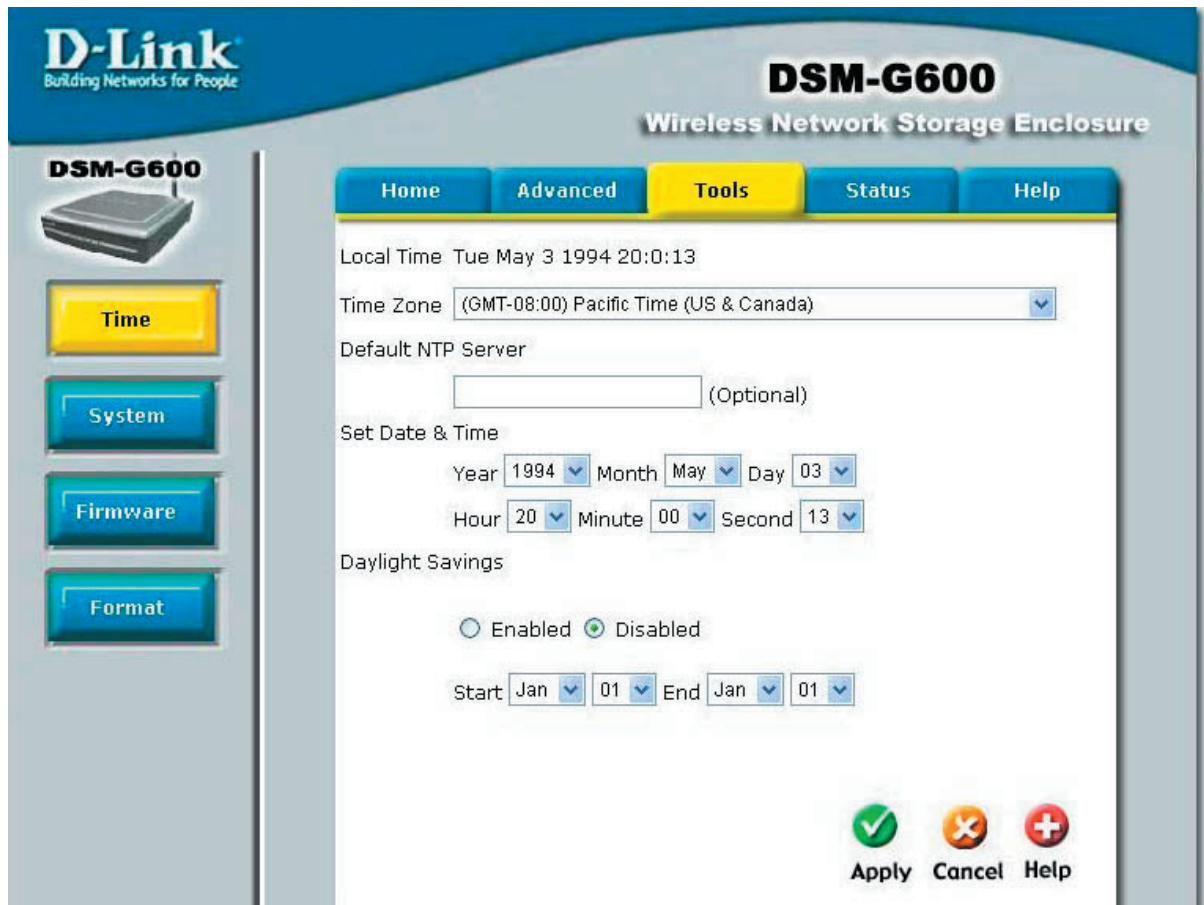 D-Link
Building Networks for People
DSM-G600
Wireless Network Storage Enclosure
DSM-G600
Home Advanced Tools Status Help
Time
System
Firmware
Format
Local Time Tue May 3 1994 20:0:13
Time Zone (GMT-08:00) Pacific Time (US & Canada)
Default NTP Server
(Optional)
Set Date & Time
Year 1994 Month May Day 03
Hour 20 Minute 00 Second 13
Daylight Savings
Enabled Disabled
Start Jan 01 End Jan 01
Apply Cancel Help